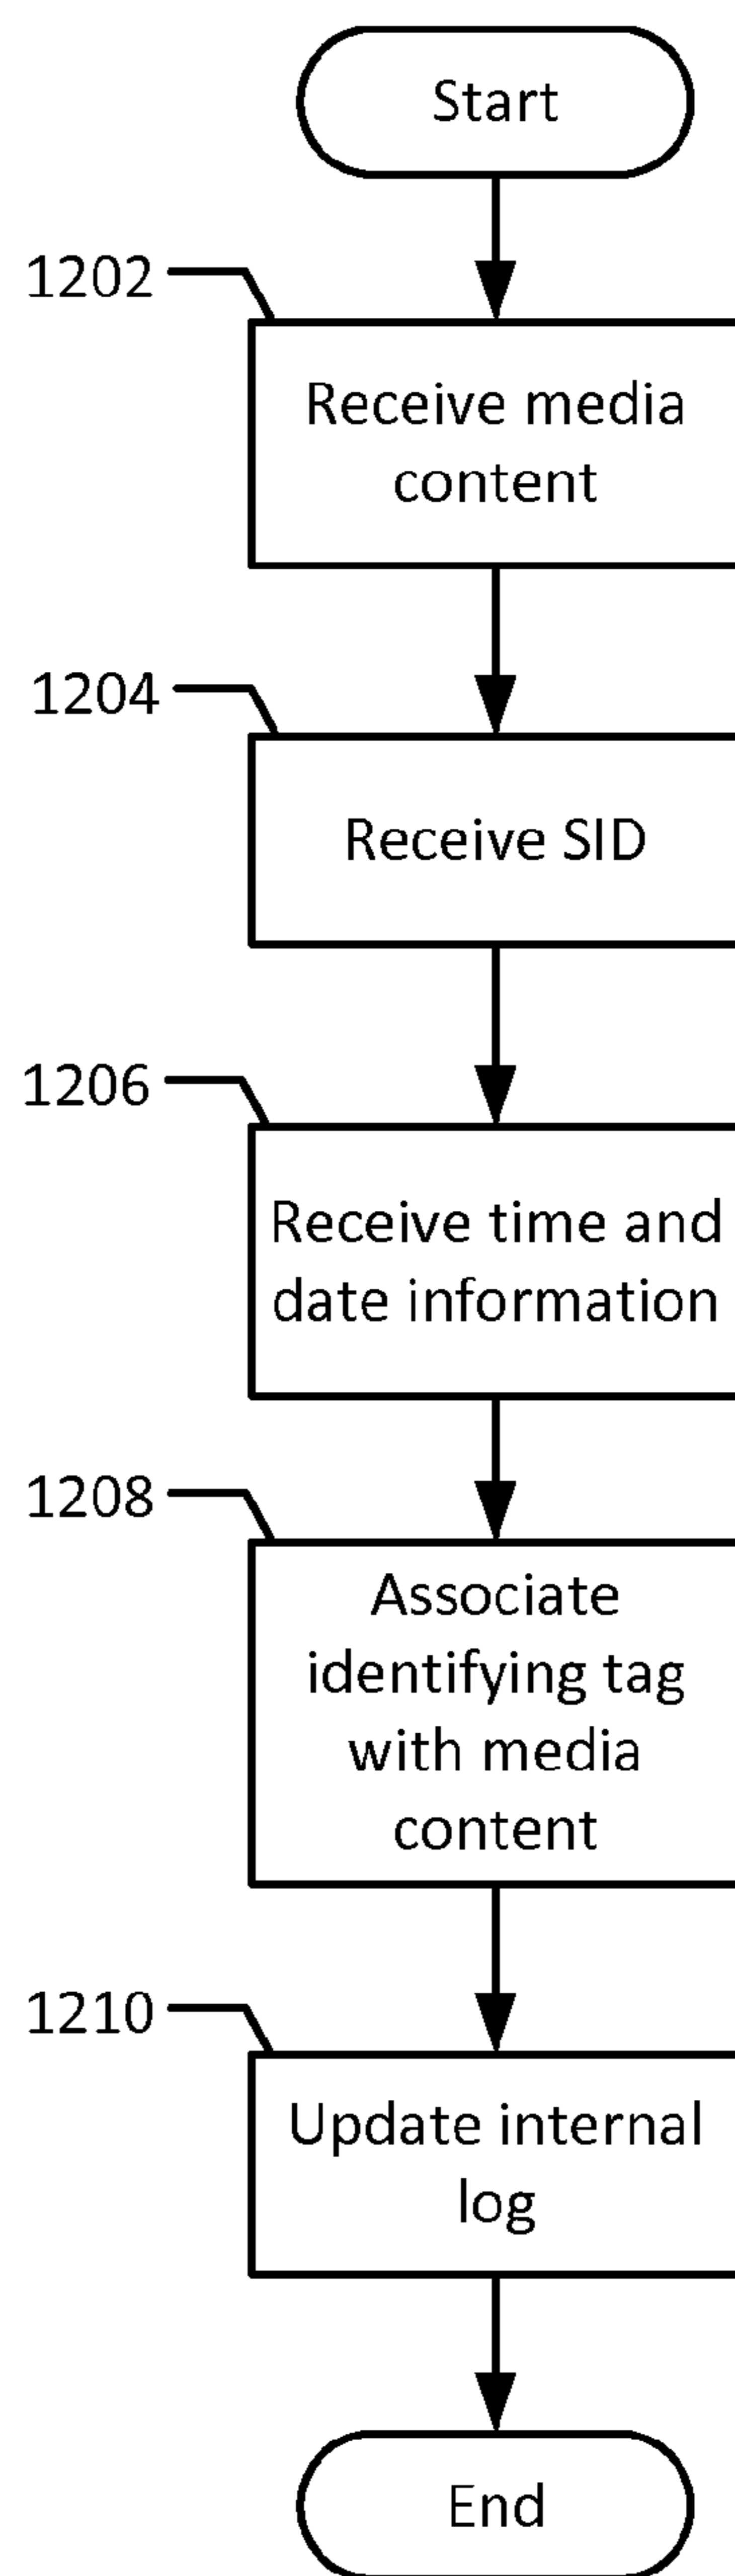 Start
1202
Receive media
content
1204
Receive SID
1206
Receive time and
date information
1208
Associate
identifying tag
with media
content
1210
Update internal
log
End